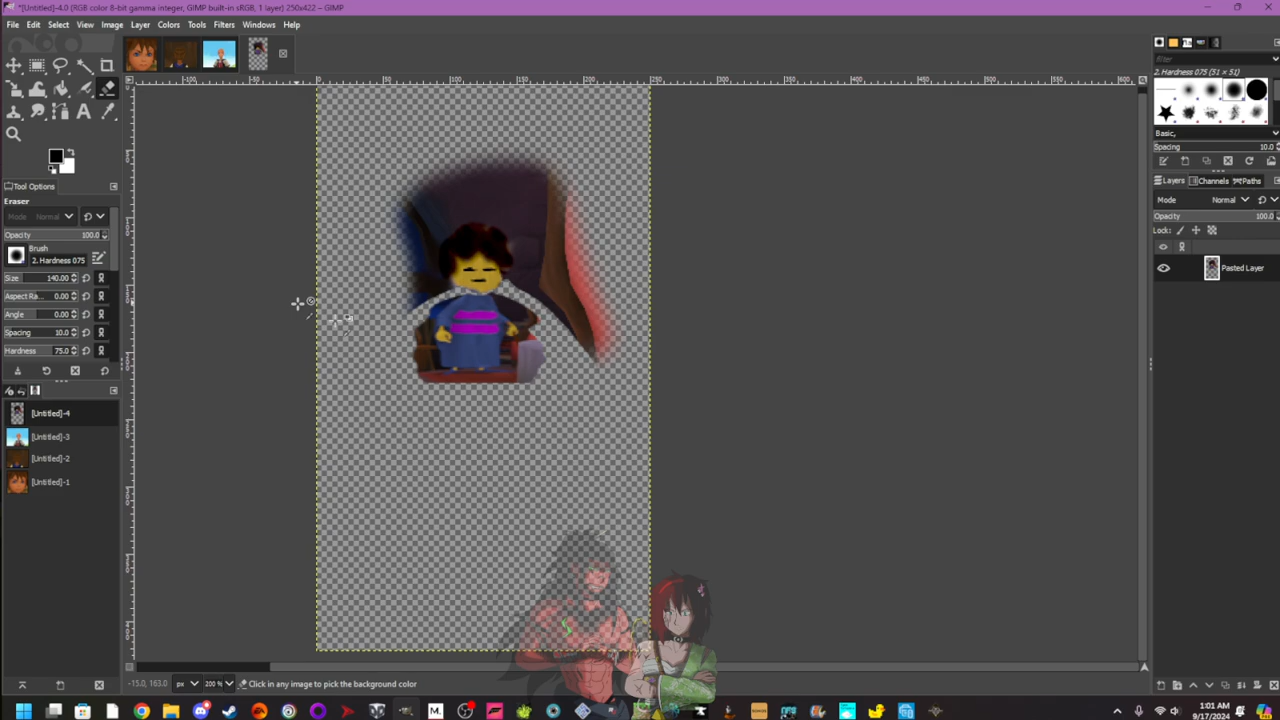 *[Untitled]-4.0 (RGB color 8-bit gamma integer, GIMP built-in sRGB, 1 layer) 250x422 – GIMP
File Edit Select View Image Layer Colors Tools Filters Windows Help
filter
2. Hardness 075 (51 × 51)
Basic,
Spacing 10.0
Tool Options
Eraser
Mode Normal
Opacity 100.0
Brush
2. Hardness 075
Size 140.00
Aspect Ra... 0.00
Angle 0.00
Spacing 10.0
Hardness 75.0
[Untitled]-4
[Untitled]-3
[Untitled]-2
[Untitled]-1
Layers Channels Paths
Mode Normal
Opacity 100.0
Lock:
Pasted Layer
-15.0, 163.0 px 200 % Click in any image to pick the background color
1:01 AM
9/17/2024